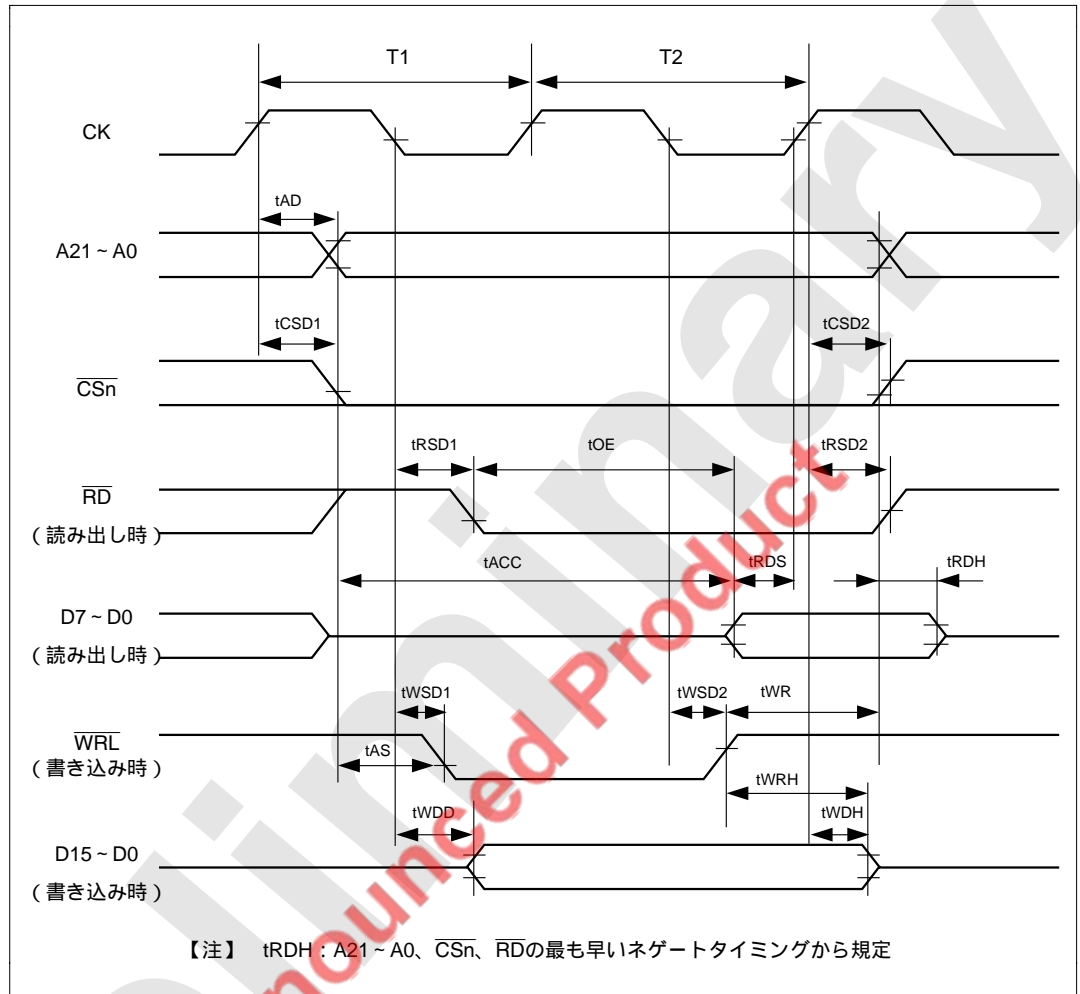 T1 T2
CK
tAD
A21 ~ A0
tCSD1 tCSD2
CSn
tRSD1 tOE tRSD2
RD
(読み出し時)
tACC tRDS tRDH
D7 ~ D0
(読み出し時)
tWSD1 tWSD2 tWR
WRL
(書き込み時)
tAS
tWRH
tWDD tWDH
D15 ~ D0
(書き込み時)
【注】 tRDH : A21 ~ A0、CSn、RDの最も早いネゲートタイミングから規定
liminary
nounced Product